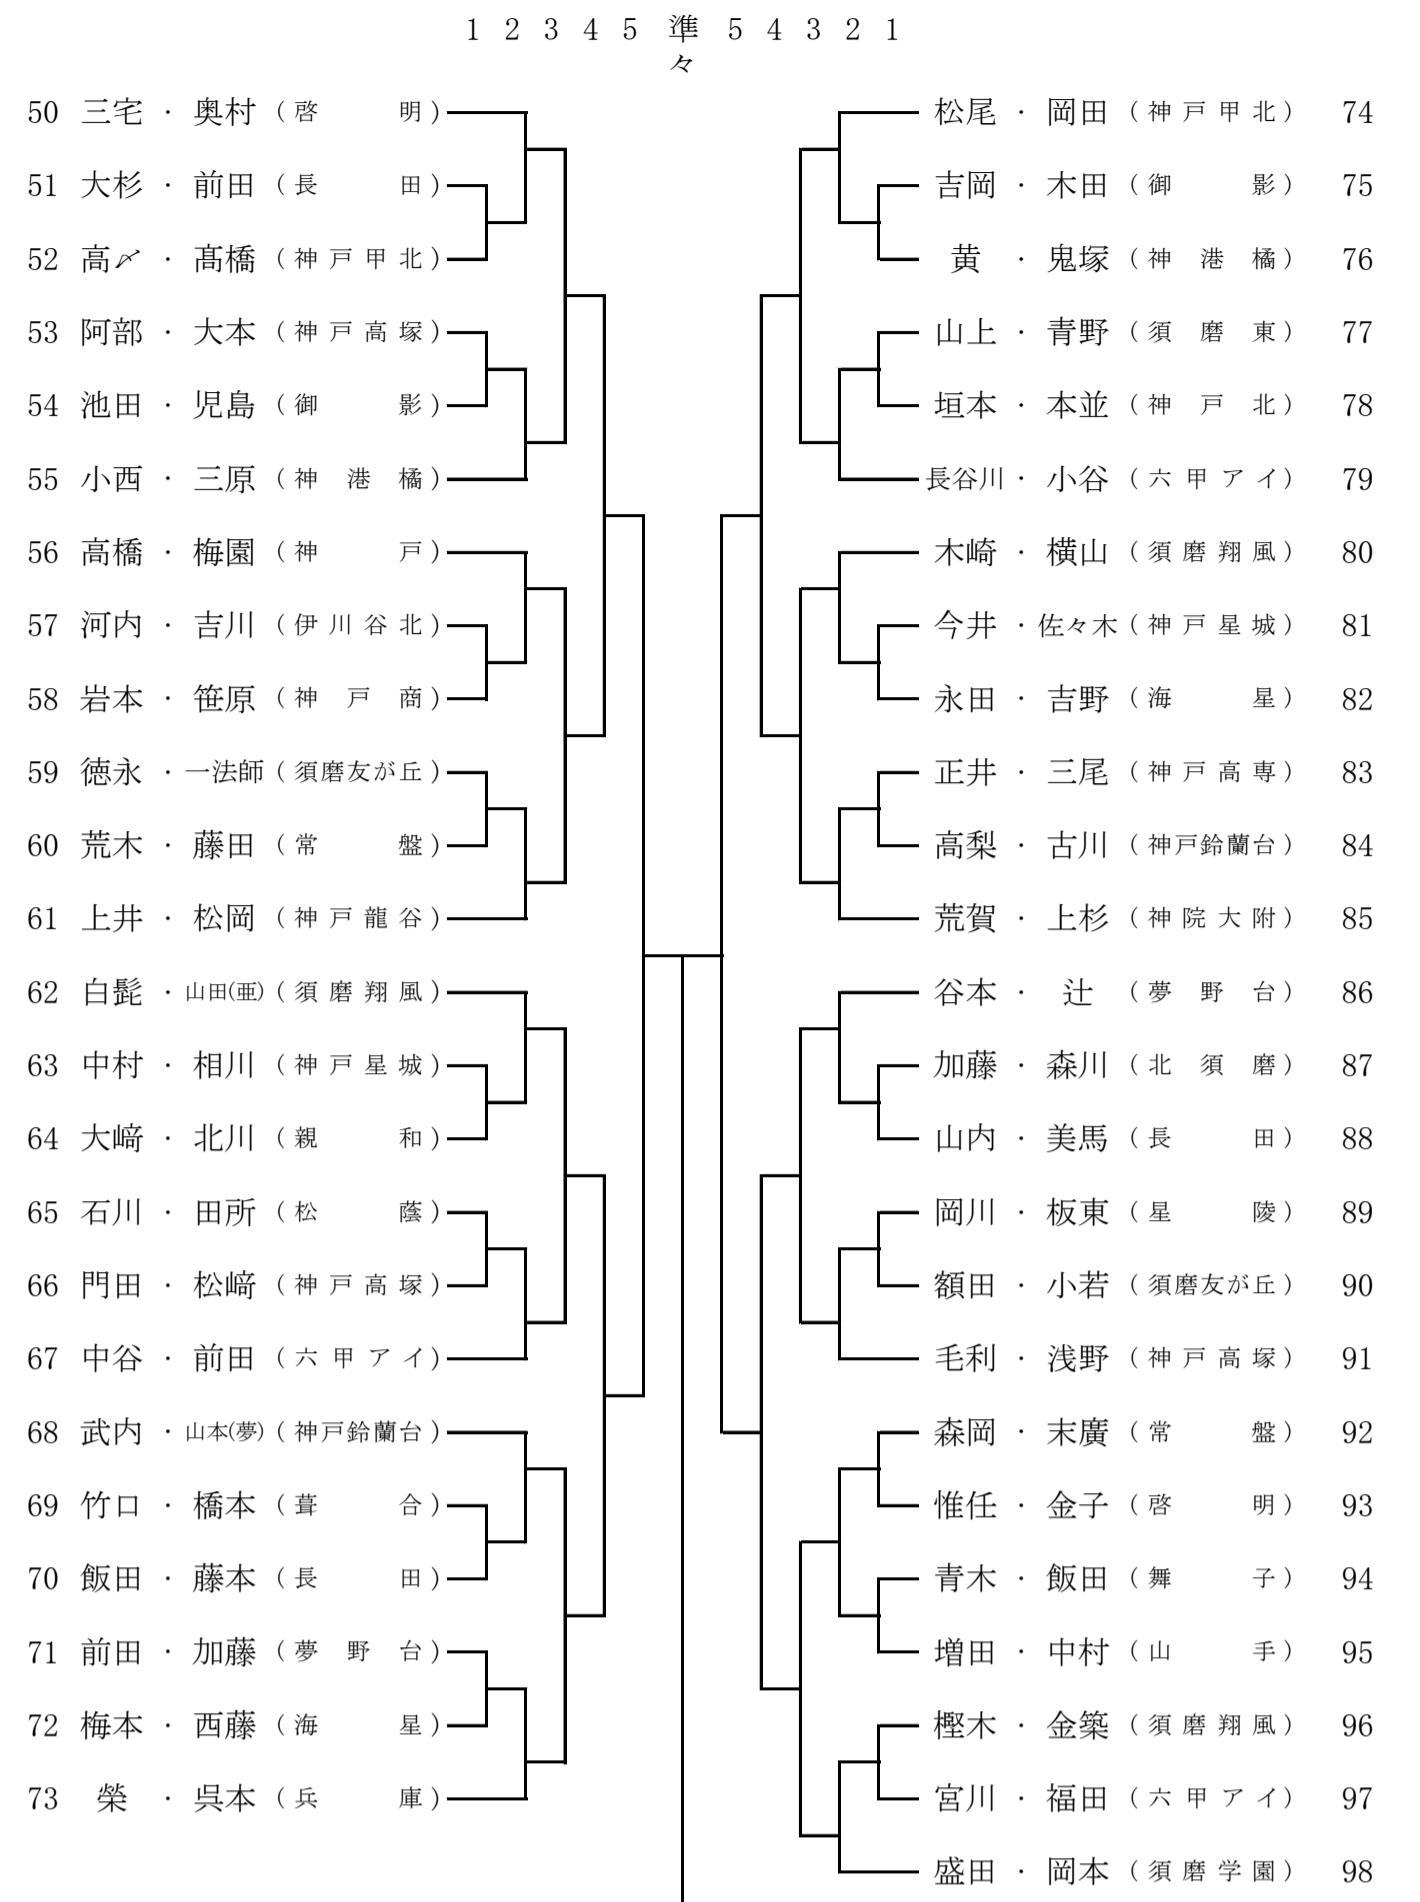 1 2 3 4 5 準々 5 4 3 2 1
50 三宅 ・ 奥村 (啓明)
51 大杉 ・ 前田 (長田)
52 高〆 ・ 髙橋 (神戸甲北)
53 阿部 ・ 大本 (神戸高塚)
54 池田 ・ 児島 (御影)
55 小西 ・ 三原 (神港橘)
56 高橋 ・ 梅園 (神戸)
57 河内 ・ 吉川 (伊川谷北)
58 岩本 ・ 笹原 (神戸商)
59 徳永 ・ 一法師 (須磨友が丘)
60 荒木 ・ 藤田 (常盤)
61 上井 ・ 松岡 (神戸龍谷)
62 白髭 ・ 山田(亜) (須磨翔風)
63 中村 ・ 相川 (神戸星城)
64 大﨑 ・ 北川 (親和)
65 石川 ・ 田所 (松蔭)
66 門田 ・ 松﨑 (神戸高塚)
67 中谷 ・ 前田 (六甲アイ)
68 武内 ・ 山本(夢) (神戸鈴蘭台)
69 竹口 ・ 橋本 (葺合)
70 飯田 ・ 藤本 (長田)
71 前田 ・ 加藤 (夢野台)
72 梅本 ・ 西藤 (海星)
73 榮 ・ 呉本 (兵庫)
松尾 ・ 岡田 (神戸甲北) 74
吉岡 ・ 木田 (御影) 75
黄 ・ 鬼塚 (神港橘) 76
山上 ・ 青野 (須磨東) 77
垣本 ・ 本並 (神戸北) 78
長谷川 ・ 小谷 (六甲アイ) 79
木崎 ・ 横山 (須磨翔風) 80
今井 ・ 佐々木 (神戸星城) 81
永田 ・ 吉野 (海星) 82
正井 ・ 三尾 (神戸高専) 83
高梨 ・ 古川 (神戸鈴蘭台) 84
荒賀 ・ 上杉 (神院大附) 85
谷本 ・ 辻 (夢野台) 86
加藤 ・ 森川 (北須磨) 87
山内 ・ 美馬 (長田) 88
岡川 ・ 板東 (星陵) 89
額田 ・ 小若 (須磨友が丘) 90
毛利 ・ 浅野 (神戸高塚) 91
森岡 ・ 末廣 (常盤) 92
惟任 ・ 金子 (啓明) 93
青木 ・ 飯田 (舞子) 94
増田 ・ 中村 (山手) 95
樫木 ・ 金築 (須磨翔風) 96
宮川 ・ 福田 (六甲アイ) 97
盛田 ・ 岡本 (須磨学園) 98